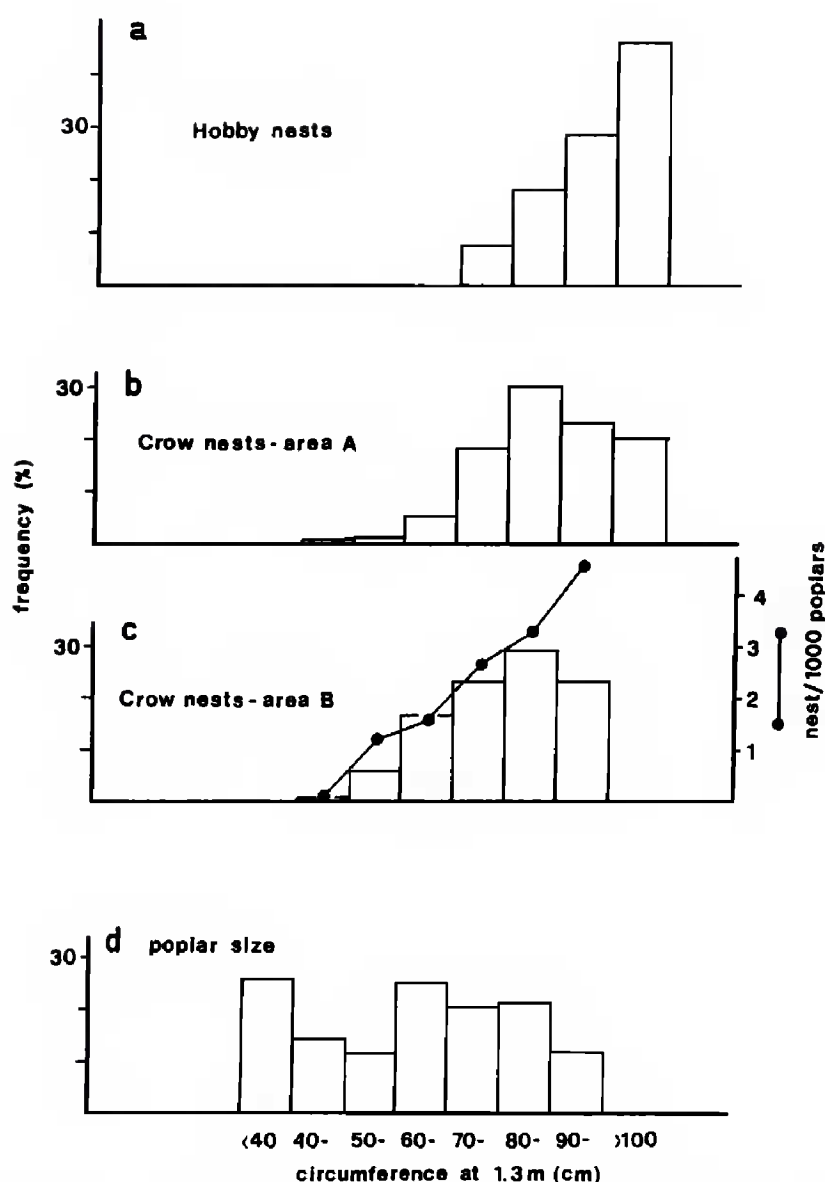 a
30
Hobby nests
30
b
Crow nests - area A
frequency (%)
c
30
Crow nests - area B
4
3
2
1
nest/1000 poplars
d
poplar size
30
<40 40- 50- 60- 70- 80- 90- >100
circumference at 1.3m (cm)